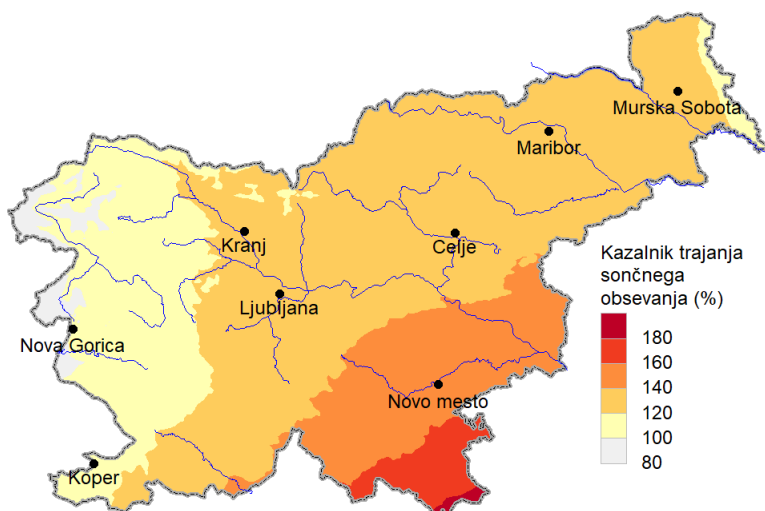 Murska Sobota
Maribor
Kranj
Celje
Ljubljana
Nova Gorica
Novo mesto
Koper
Kazalnik trajanja
sončnega
obsevanja (%)
180
160
140
120
100
80